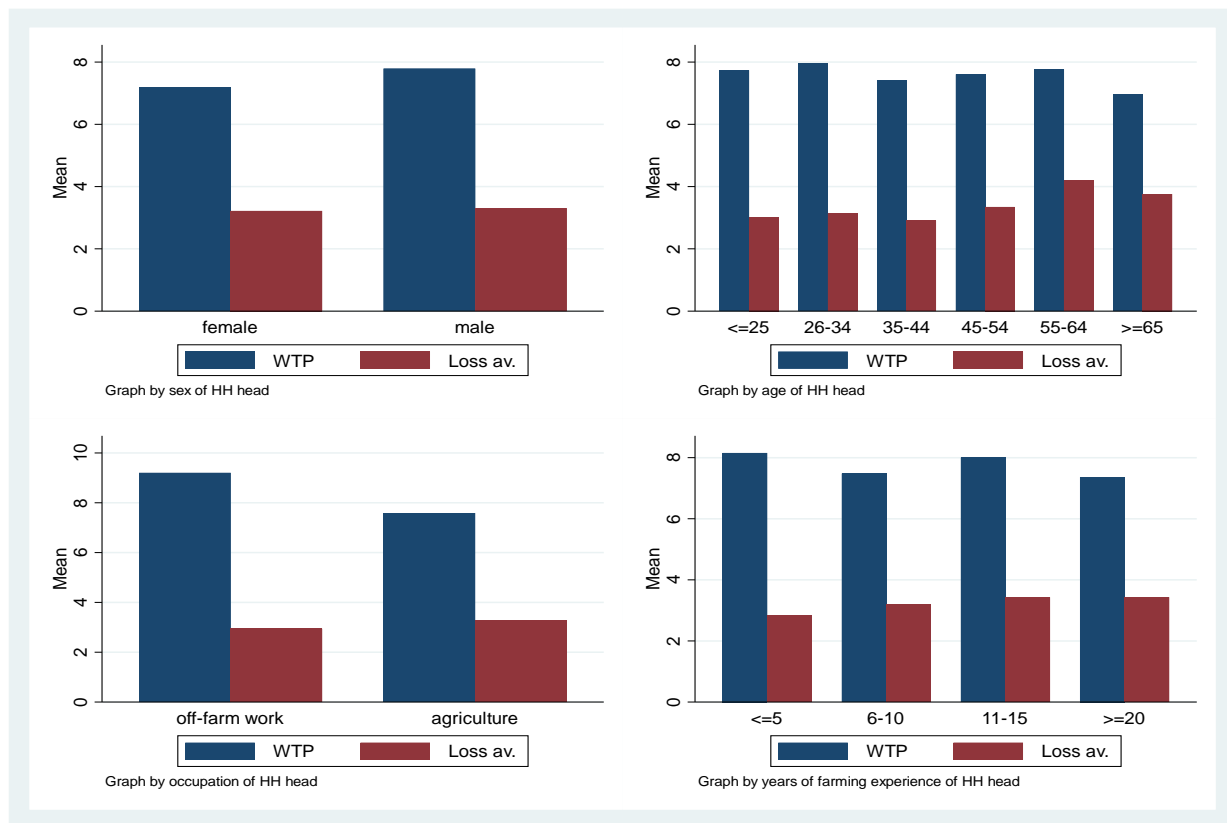 Mean
8
6
4
2
0
female male
WTP Loss av.
Graph by sex of HH head
Mean
8
6
4
2
0
<=25 26-34 35-44 45-54 55-64 >=65
WTP Loss av.
Graph by age of HH head
Mean
10
8
6
4
2
0
off-farm work agriculture
WTP Loss av.
Graph by occupation of HH head
Mean
8
6
4
2
0
<=5 6-10 11-15 >=20
WTP Loss av.
Graph by years of farming experience of HH head